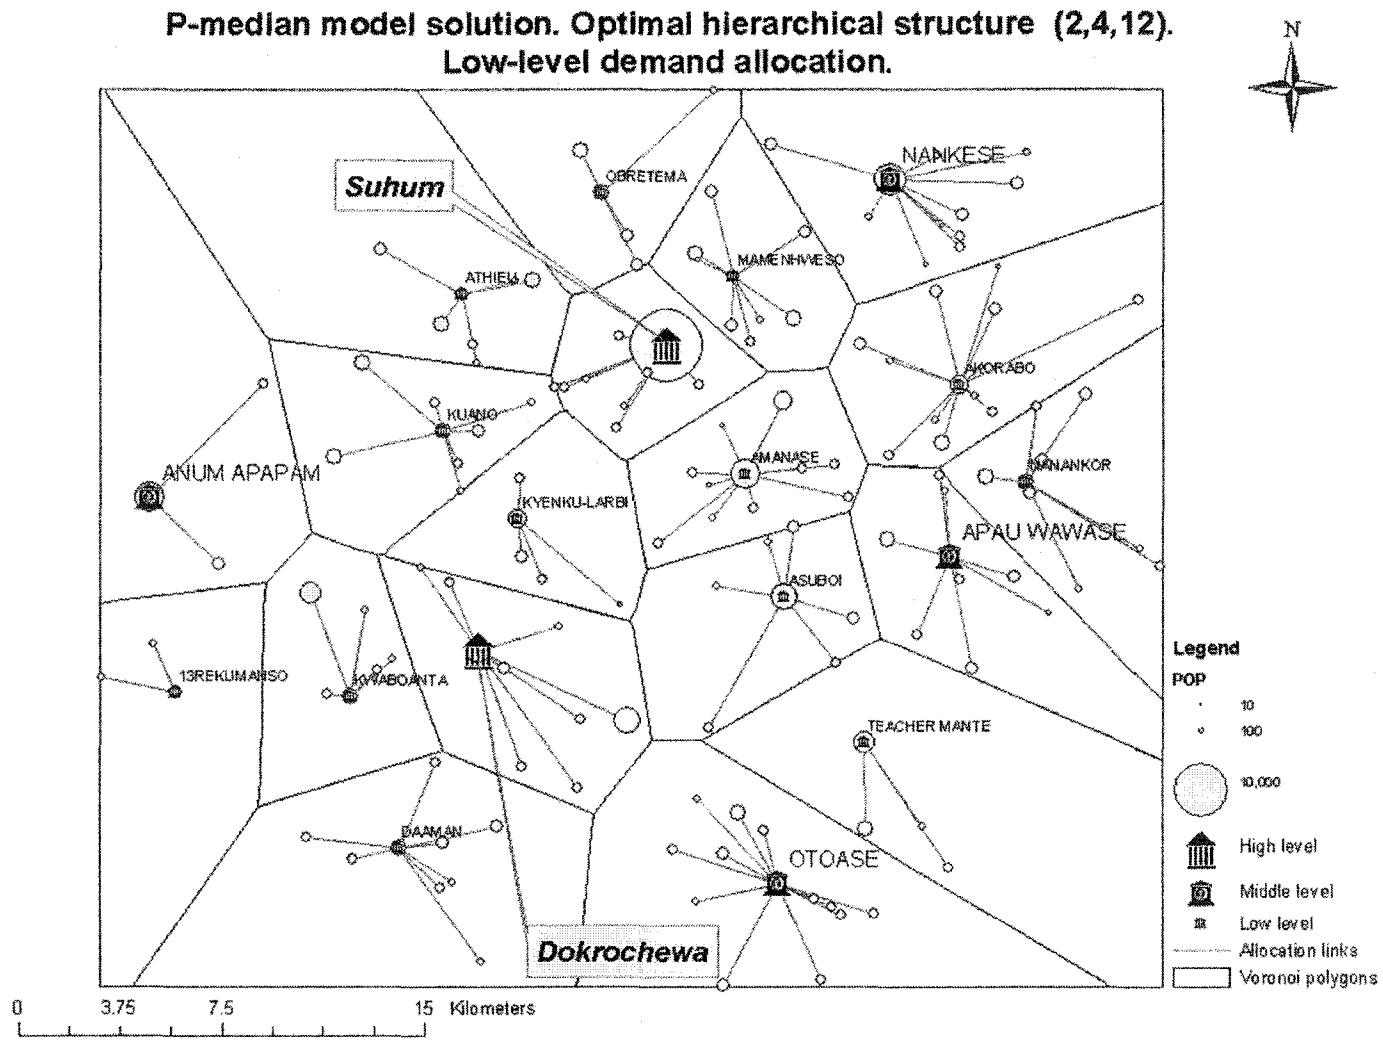 P-median model solution. Optimal hierarchical structure (2,4,12).
Low-level demand allocation.
N
NANKESE
OBRETEMA
Suhum
MAMENHWESO
ATHIEU
AKORABO
KUANO
AMANASE
ANANKOR
ANUM APAPAM
KYENKU-LARBI
APAU WAWASE
ASUBOI
Legend
POP
13REKUMANSO
KWABOANTA
10
100
TEACHER MANTE
10,000
DAAMAN
High level
OTOASE
Middle level
Low level
Dokrochewa
Allocation links
Voronoi polygons
0 3.75 7.5 15 Kilometers